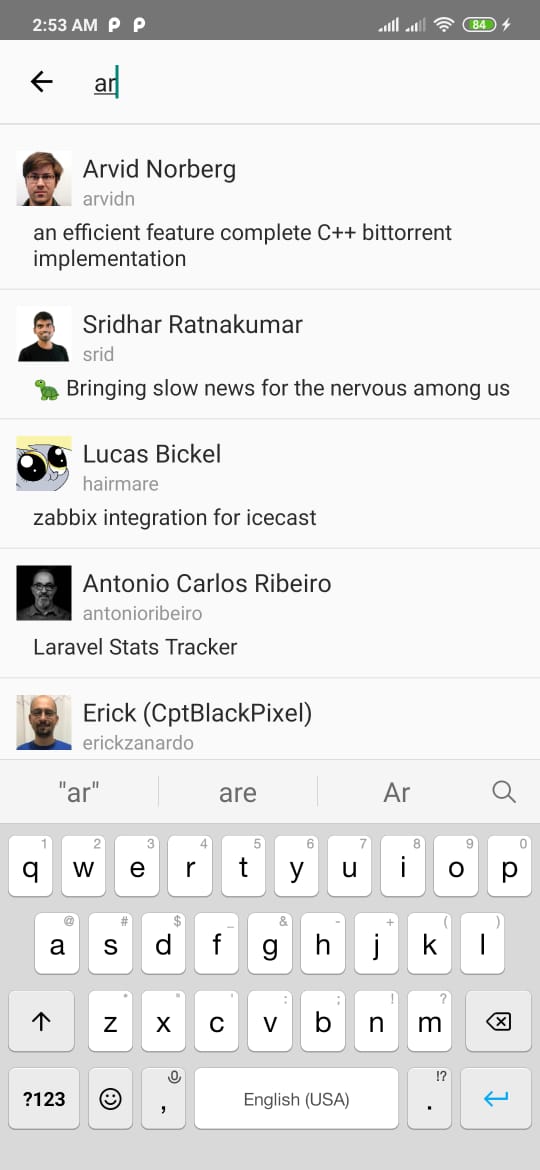 2:53 AM
84
ar
Arvid Norberg
arvidn
an efficient feature complete C++ bittorrent
implementation
Sridhar Ratnakumar
srid
🐢 Bringing slow news for the nervous among us
Lucas Bickel
hairmare
zabbix integration for icecast
Antonio Carlos Ribeiro
antonioribeiro
Laravel Stats Tracker
Erick (CptBlackPixel)
erickzanardo
"ar" are Ar
1 2 3 4 5 6 7 8 9 0
q w e r t y u i o p
@ # $ _ & - + ( )
a s d f g h j k l
* " ' : ; ! ?
z x c v b n m
!?
?123 , English (USA) .